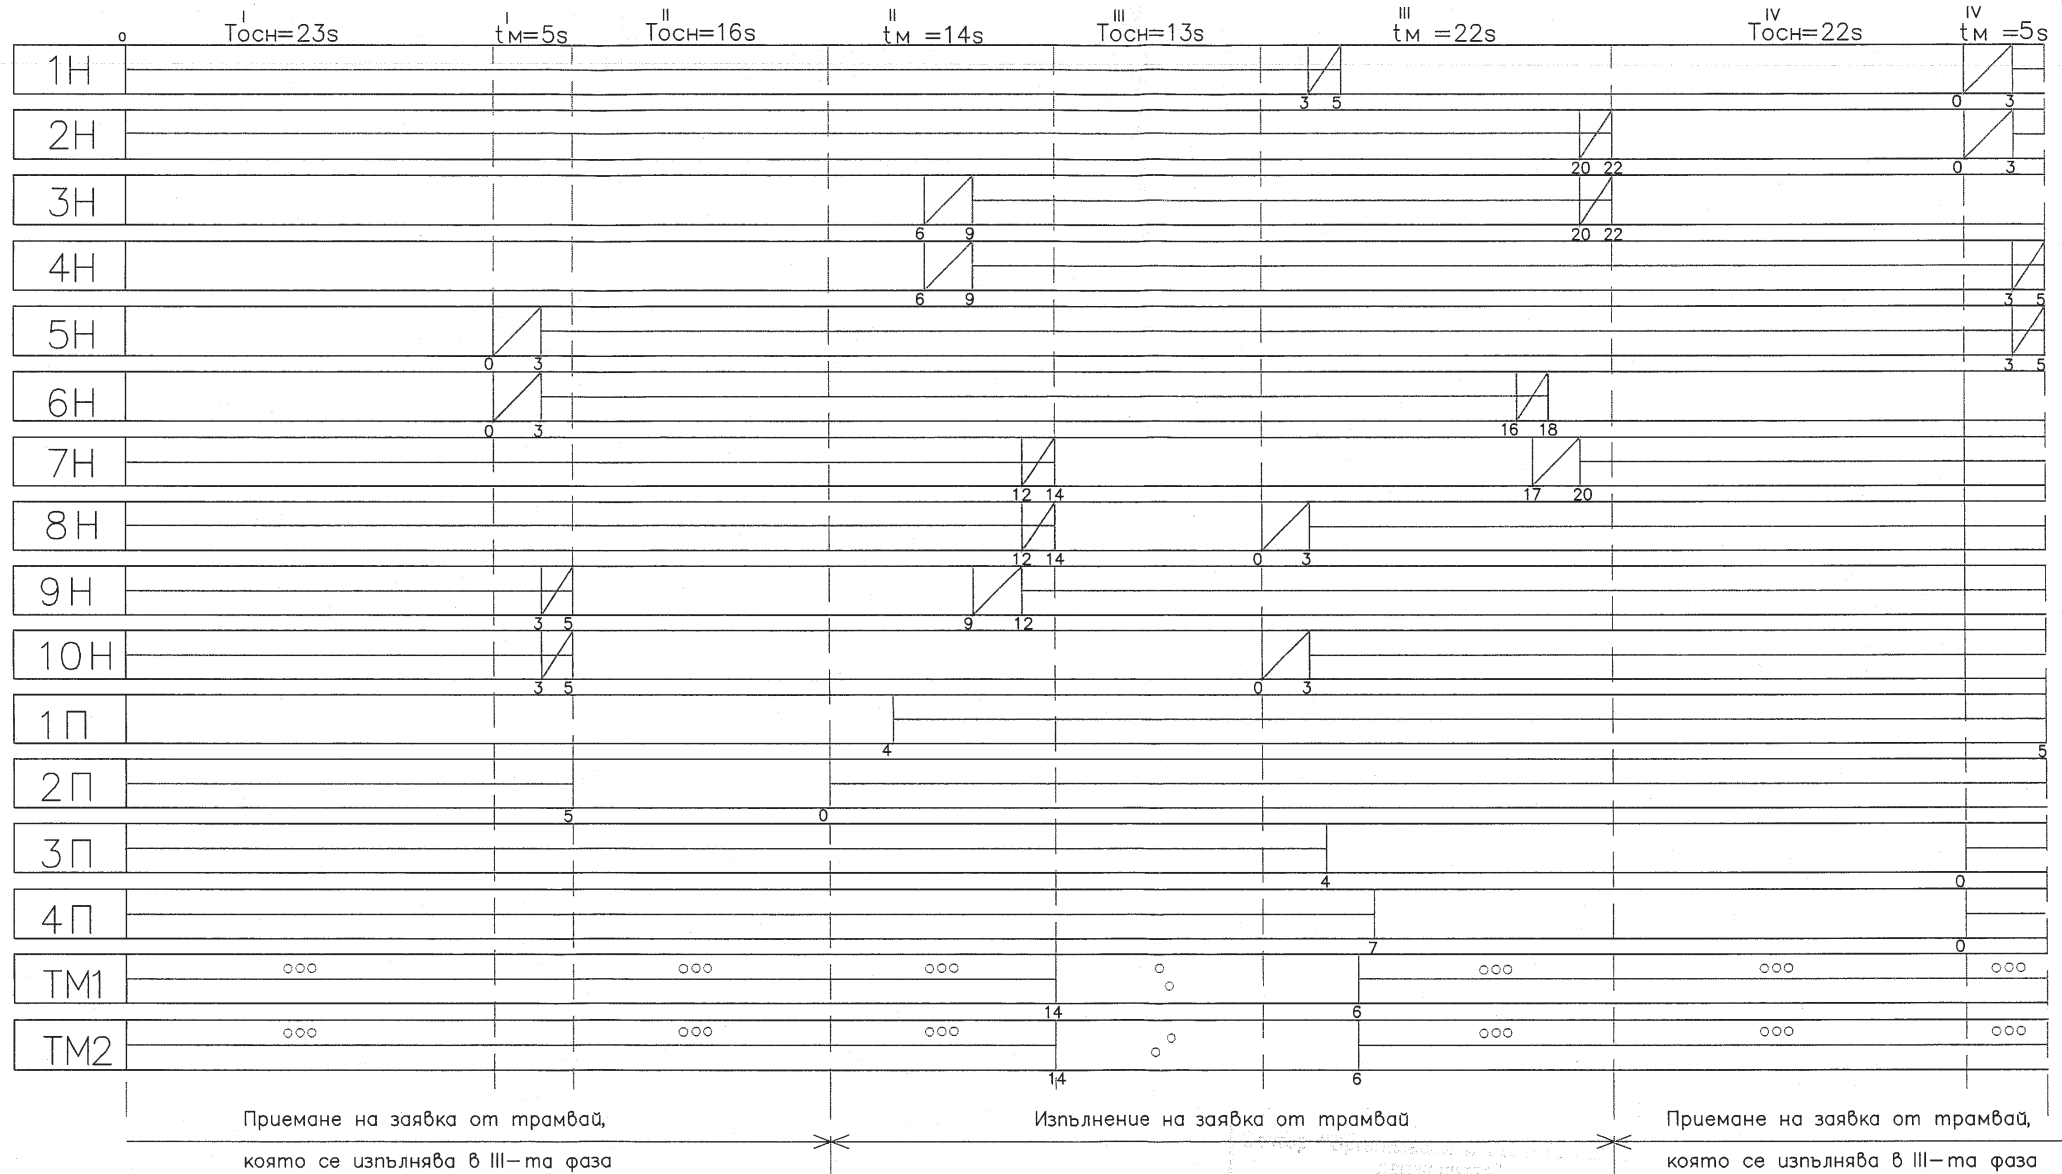 I I II II III III IV IV
0 Тосн=23s tм=5s Тосн=16s tм =14s Тосн=13s tм =22s Тосн=22s tм =5s
1Н
3 5 0 3
2Н
20 22 0 3
3Н
6 9 20 22
4Н
6 9 3 5
5Н
0 3 3 5
6Н
0 3 16 18
7Н
12 14 17 20
8Н
12 14 0 3
9Н
3 5 9 12
10Н
3 5 0 3
1П
4 5
2П
5 0
3П
4 0
4П
7 0
ТМ1
14 6
ТМ2
14 6
Приемане на заявка от трамвай, Изпълнение на заявка от трамвай Приемане на заявка от трамвай,
която се изпълнява в III-та фаза която се изпълнява в III-та фаза